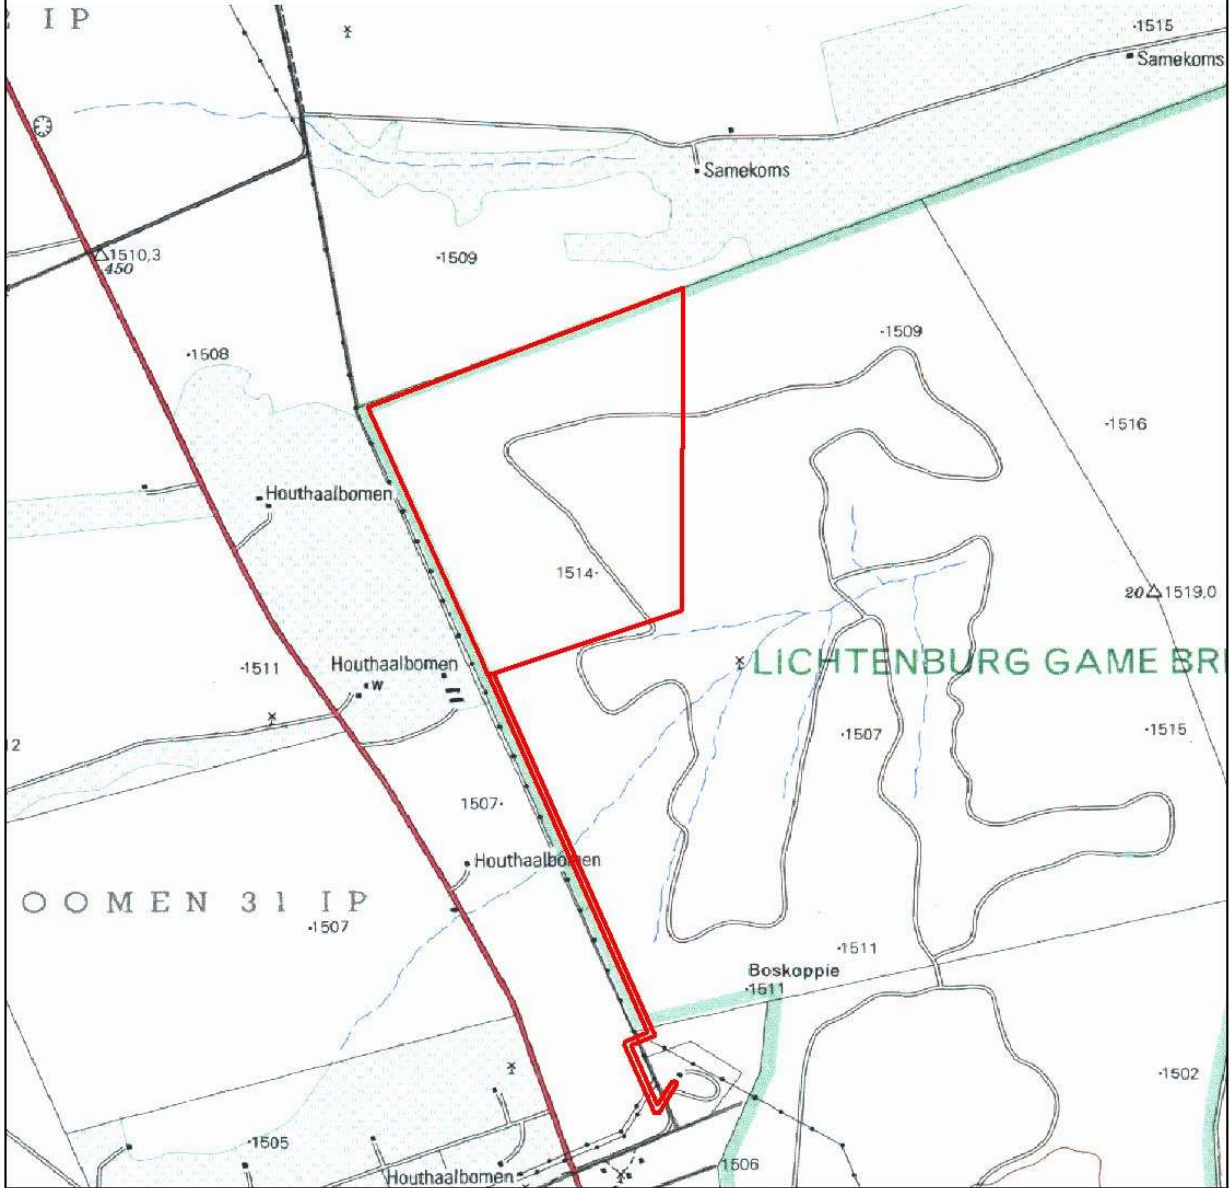 I P
·1515
Samekoms
Samekoms
△1510,3
450
·1509
·1508
·1509
·1516
Houthaalbomen
1514·
20△1519,0
·1511
Houthaalbomen
W
LICHTENBURG GAME BR
·1507
·1515
1507·
Houthaalbomen
OOMEN 31 IP
·1507
·1511
Boskoppie
·1511
·1502
·1505
·1506
Houthaalbomen